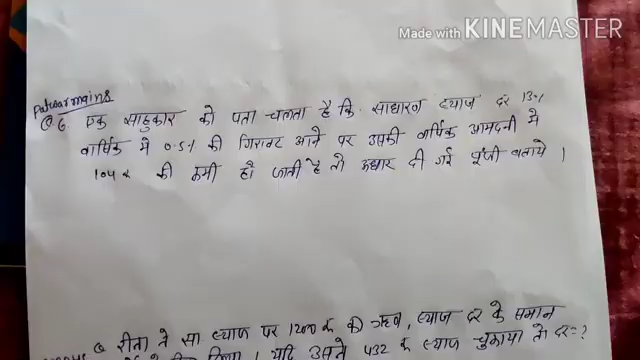 Made with KINEMASTER
Patwar mains
Q 6. एक साहुकार को पता चलता है कि साधारण ब्याज दर 13%
वार्षिक में 0.5% की गिरावट आने पर उसकी वार्षिक आमदनी में
104 ₹ की कमी हो जाती है तो उधार दी गई पूंजी बताये ।
Q रीता ने सा ब्याज पर 1200 ₹ की ऋण, ब्याज दर के समान
लिया । यदि उसने 432 ₹ ब्याज चुकाया तो दर = ?